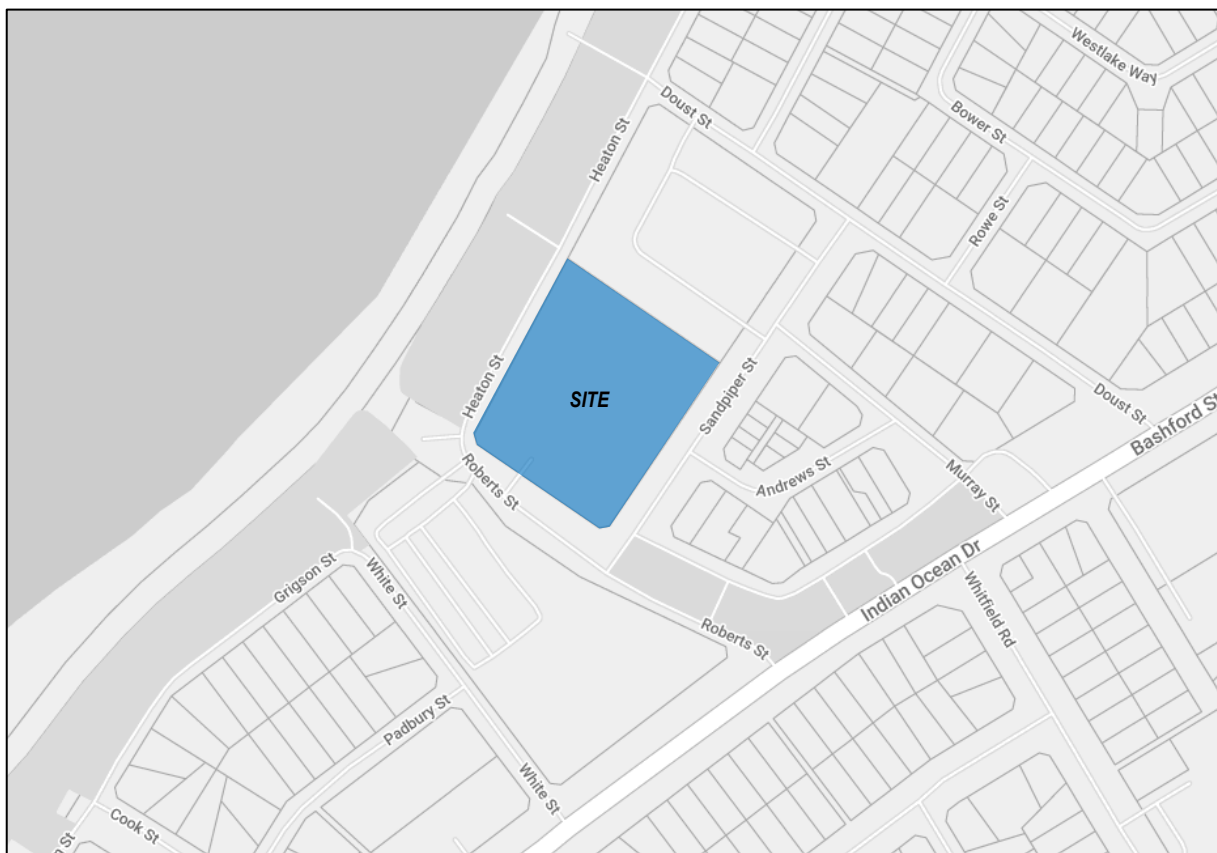 Westlake Way
Doust St
Bower St
Heaton St
Rowe St
Heaton St
SITE
Sandpiper St
Doust St
Bashford St
Roberts St
Andrews St
Murray St
Indian Ocean Dr
Grigson St
White St
Whitfield Rd
Roberts St
Padbury St
White St
Cook St
St